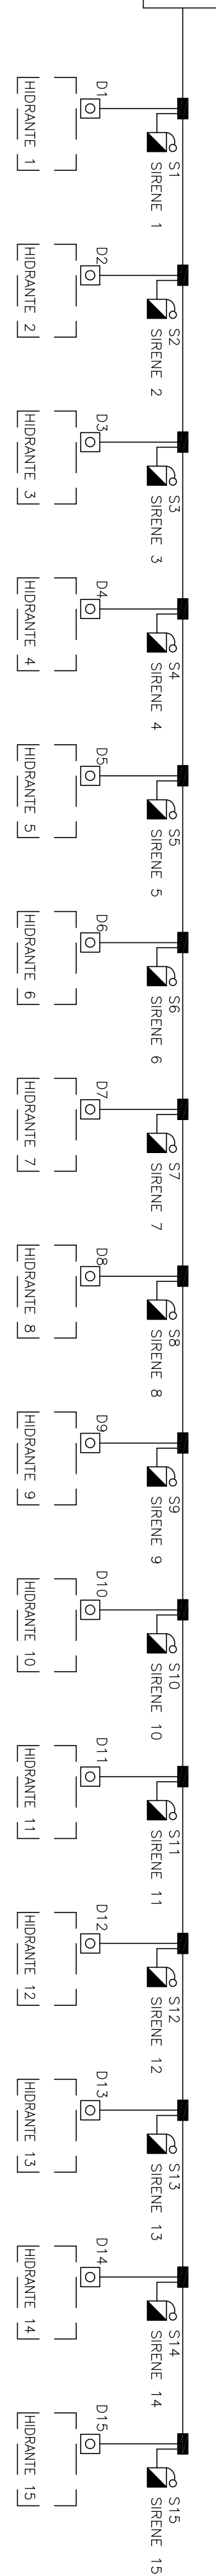 S1
SIRENE 1
D1
HIDRANTE 1
S2
SIRENE 2
D2
HIDRANTE 2
S3
SIRENE 3
D3
HIDRANTE 3
S4
SIRENE 4
D4
HIDRANTE 4
S5
SIRENE 5
D5
HIDRANTE 5
S6
SIRENE 6
D6
HIDRANTE 6
S7
SIRENE 7
D7
HIDRANTE 7
S8
SIRENE 8
D8
HIDRANTE 8
S9
SIRENE 9
D9
HIDRANTE 9
S10
SIRENE 10
D10
HIDRANTE 10
S11
SIRENE 11
D11
HIDRANTE 11
S12
SIRENE 12
D12
HIDRANTE 12
S13
SIRENE 13
D13
HIDRANTE 13
S14
SIRENE 14
D14
HIDRANTE 14
S15
SIRENE 15
D15
HIDRANTE 15